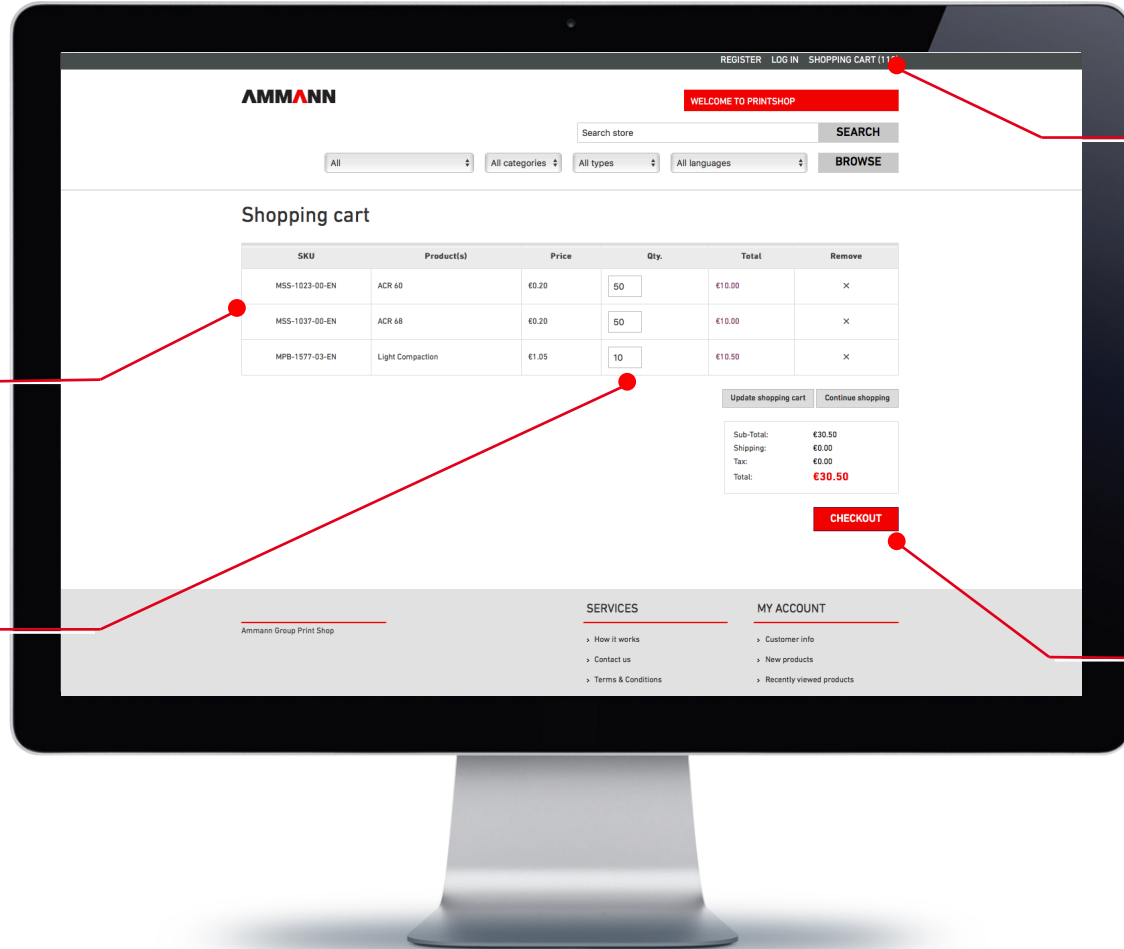 REGISTER LOG IN SHOPPING CART
AMMANN
WELCOME TO PRINTSHOP
Search store SEARCH
All All categories All types All languages BROWSE
Shopping cart
SKU Product(s) Price Qty. Total Remove
MSS-1023-00-EN ACR 60 €0.20 50 €10.00 ×
MSS-1037-00-EN ACR 68 €0.20 50 €10.00 ×
MPB-1577-03-EN Light Compaction €1.05 10 €10.50 ×
Update shopping cart Continue shopping
Sub-Total: €30.50
Shipping: €0.00
Tax: €0.00
Total: €30.50
CHECKOUT
SERVICES MY ACCOUNT
Ammann Group Print Shop
› How it works › Customer info
› Contact us › New products
› Terms & Conditions › Recently viewed products